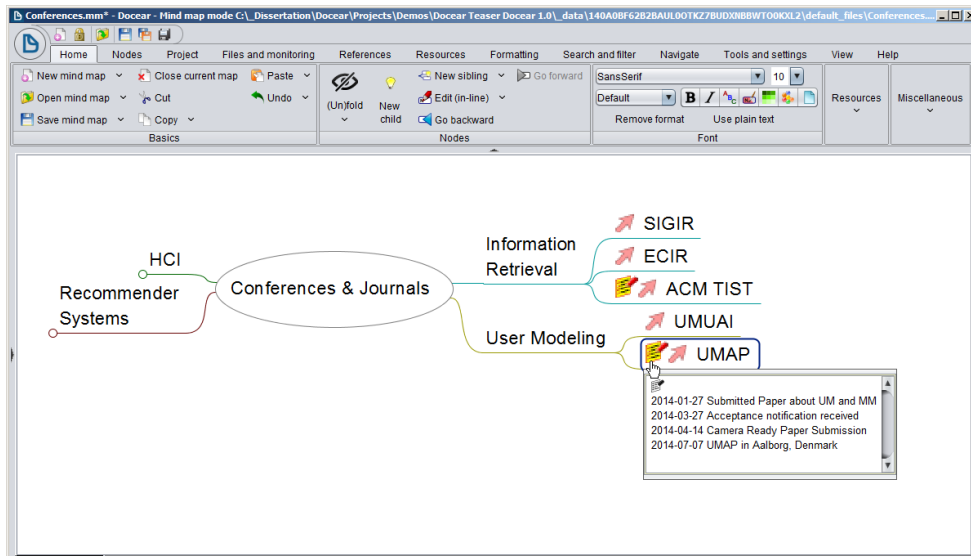 Conferences.mm* - Docear - Mind map mode C:\_Dissertation\Docear\Projects\Demos\Docear Teaser Docear 1.0\_data\140A0BF62B2BAUL0OTKZ7BUDXNBBWTO0KXL2\default_files\Conferences....
Home Nodes Project Files and monitoring References Resources Formatting Search and filter Navigate Tools and settings View Help
New mind map Close current map Paste New sibling Go forward SansSerif 10
Open mind map Cut Undo (Un)fold New child Edit (in-line) Default B I Resources Miscellaneous
Save mind map Copy Go backward Remove format Use plain text
Basics Nodes Font
SIGIR
Information
Retrieval
ECIR
ACM TIST
HCI
Conferences & Journals
Recommender
Systems
UMUAI
User Modeling
UMAP
2014-01-27 Submitted Paper about UM and MM
2014-03-27 Acceptance notification received
2014-04-14 Camera Ready Paper Submission
2014-07-07 UMAP in Aalborg, Denmark